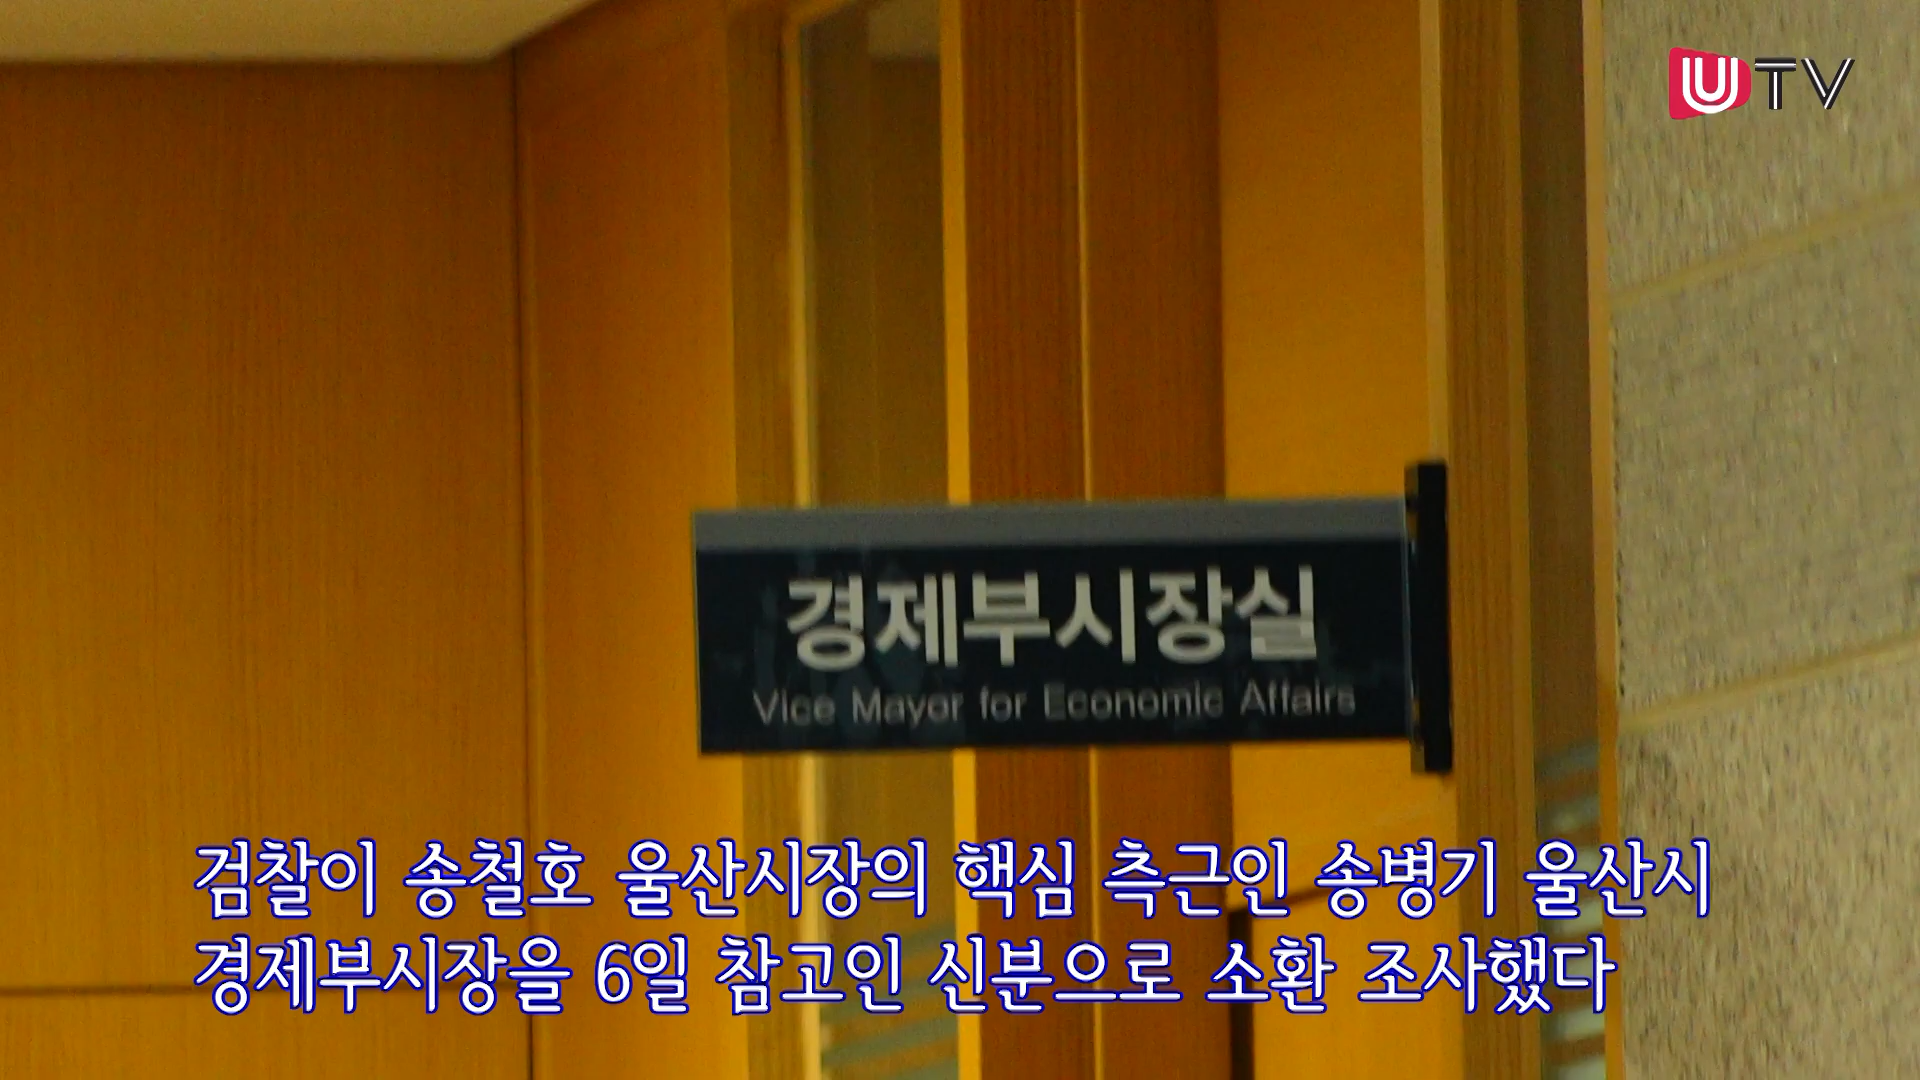 UTV
경제부시장실
Vice Mayor for Economic Affairs
검찰이 송철호 울산시장의 핵심 측근인 송병기 울산시
경제부시장을 6일 참고인 신분으로 소환 조사했다